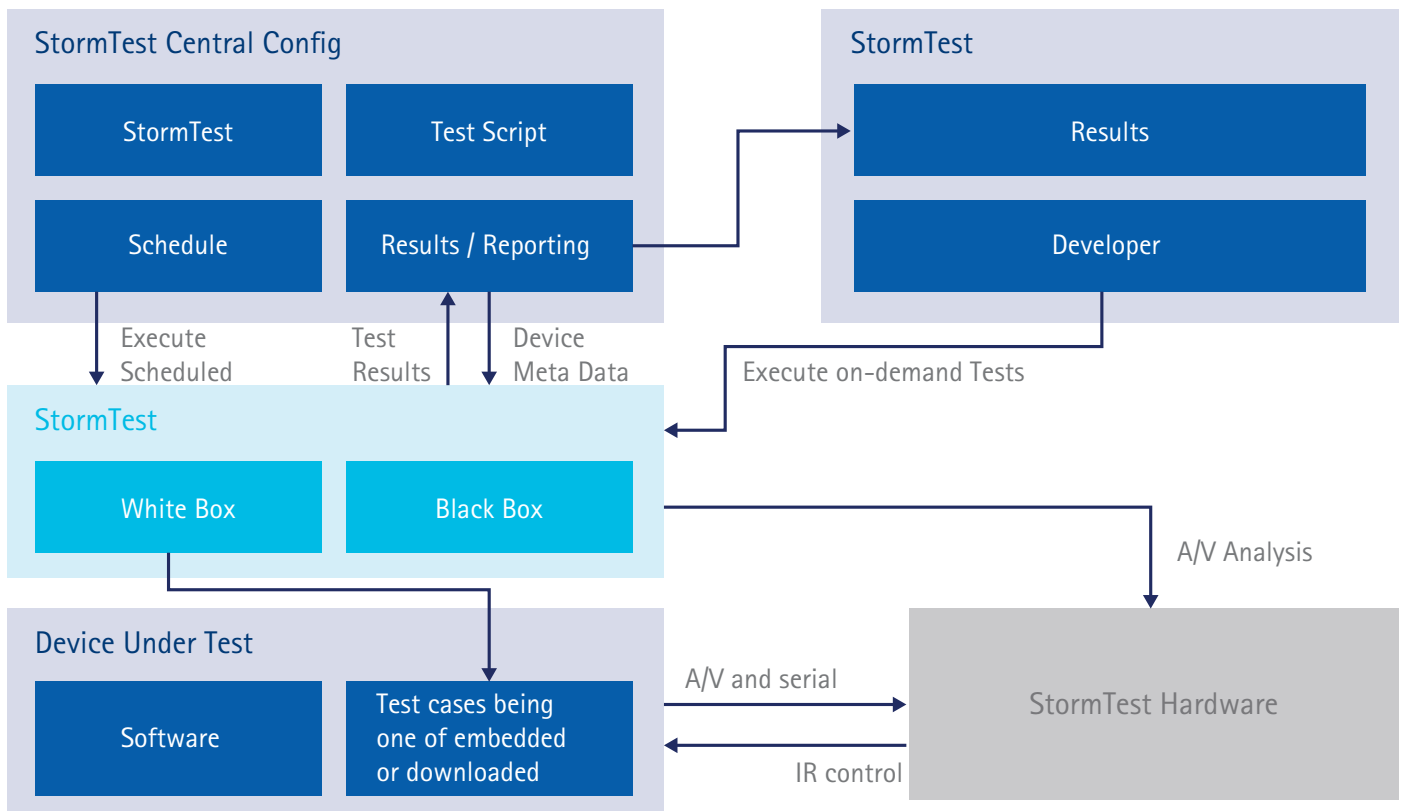 StormTest Central Config
StormTest
Test Script
Schedule
Results / Reporting
StormTest
Results
Developer
Execute
Scheduled
Test
Results
Device
Meta Data
Execute on-demand Tests
StormTest
White Box
Black Box
A/V Analysis
Device Under Test
Software
Test cases being
one of embedded
or downloaded
A/V and serial
IR control
StormTest Hardware